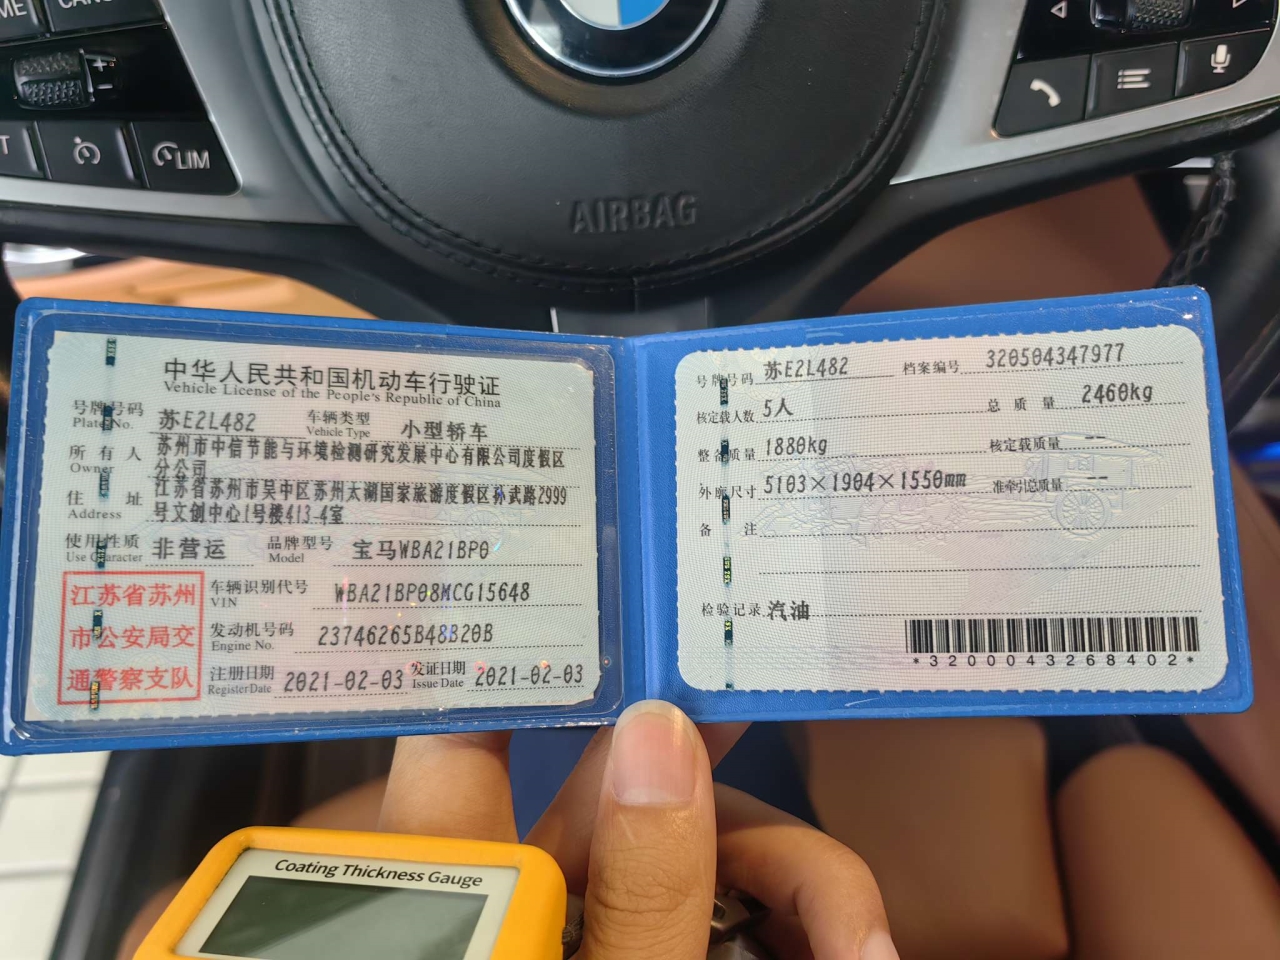 LIM
AIRBAG
中华人民共和国机动车行驶证
Vehicle License of the People's Republic of China
号牌号码 苏E2L482 车辆类型 小型轿车
Plate No. Vehicle Type
所有人 苏州市中信节能与环境检测研究发展中心有限公司度假区
Owner 分公司
住址 江苏省苏州市吴中区苏州太湖国家旅游度假区孙武路2999
Address 号文创中心1号楼413-4室
使用性质 非营运 品牌型号 宝马WBA21BP0
Use Character Model
江苏省苏州
市公安局交
通警察支队
车辆识别代号 WBA21BP08MCG15648
VIN
发动机号码 23746265B48B20B
Engine No.
注册日期 2021-02-03 发证日期 2021-02-03
Register Date Issue Date
号牌号码 苏E2L482 档案编号 320504347977
核定载人数 5人 总质量 2460kg
整备质量 1880kg 核定载质量 --
外廓尺寸 5103×1904×1550mm 准牵引总质量 --
备注
检验记录 汽油
*3200043268402*
Coating Thickness Gauge